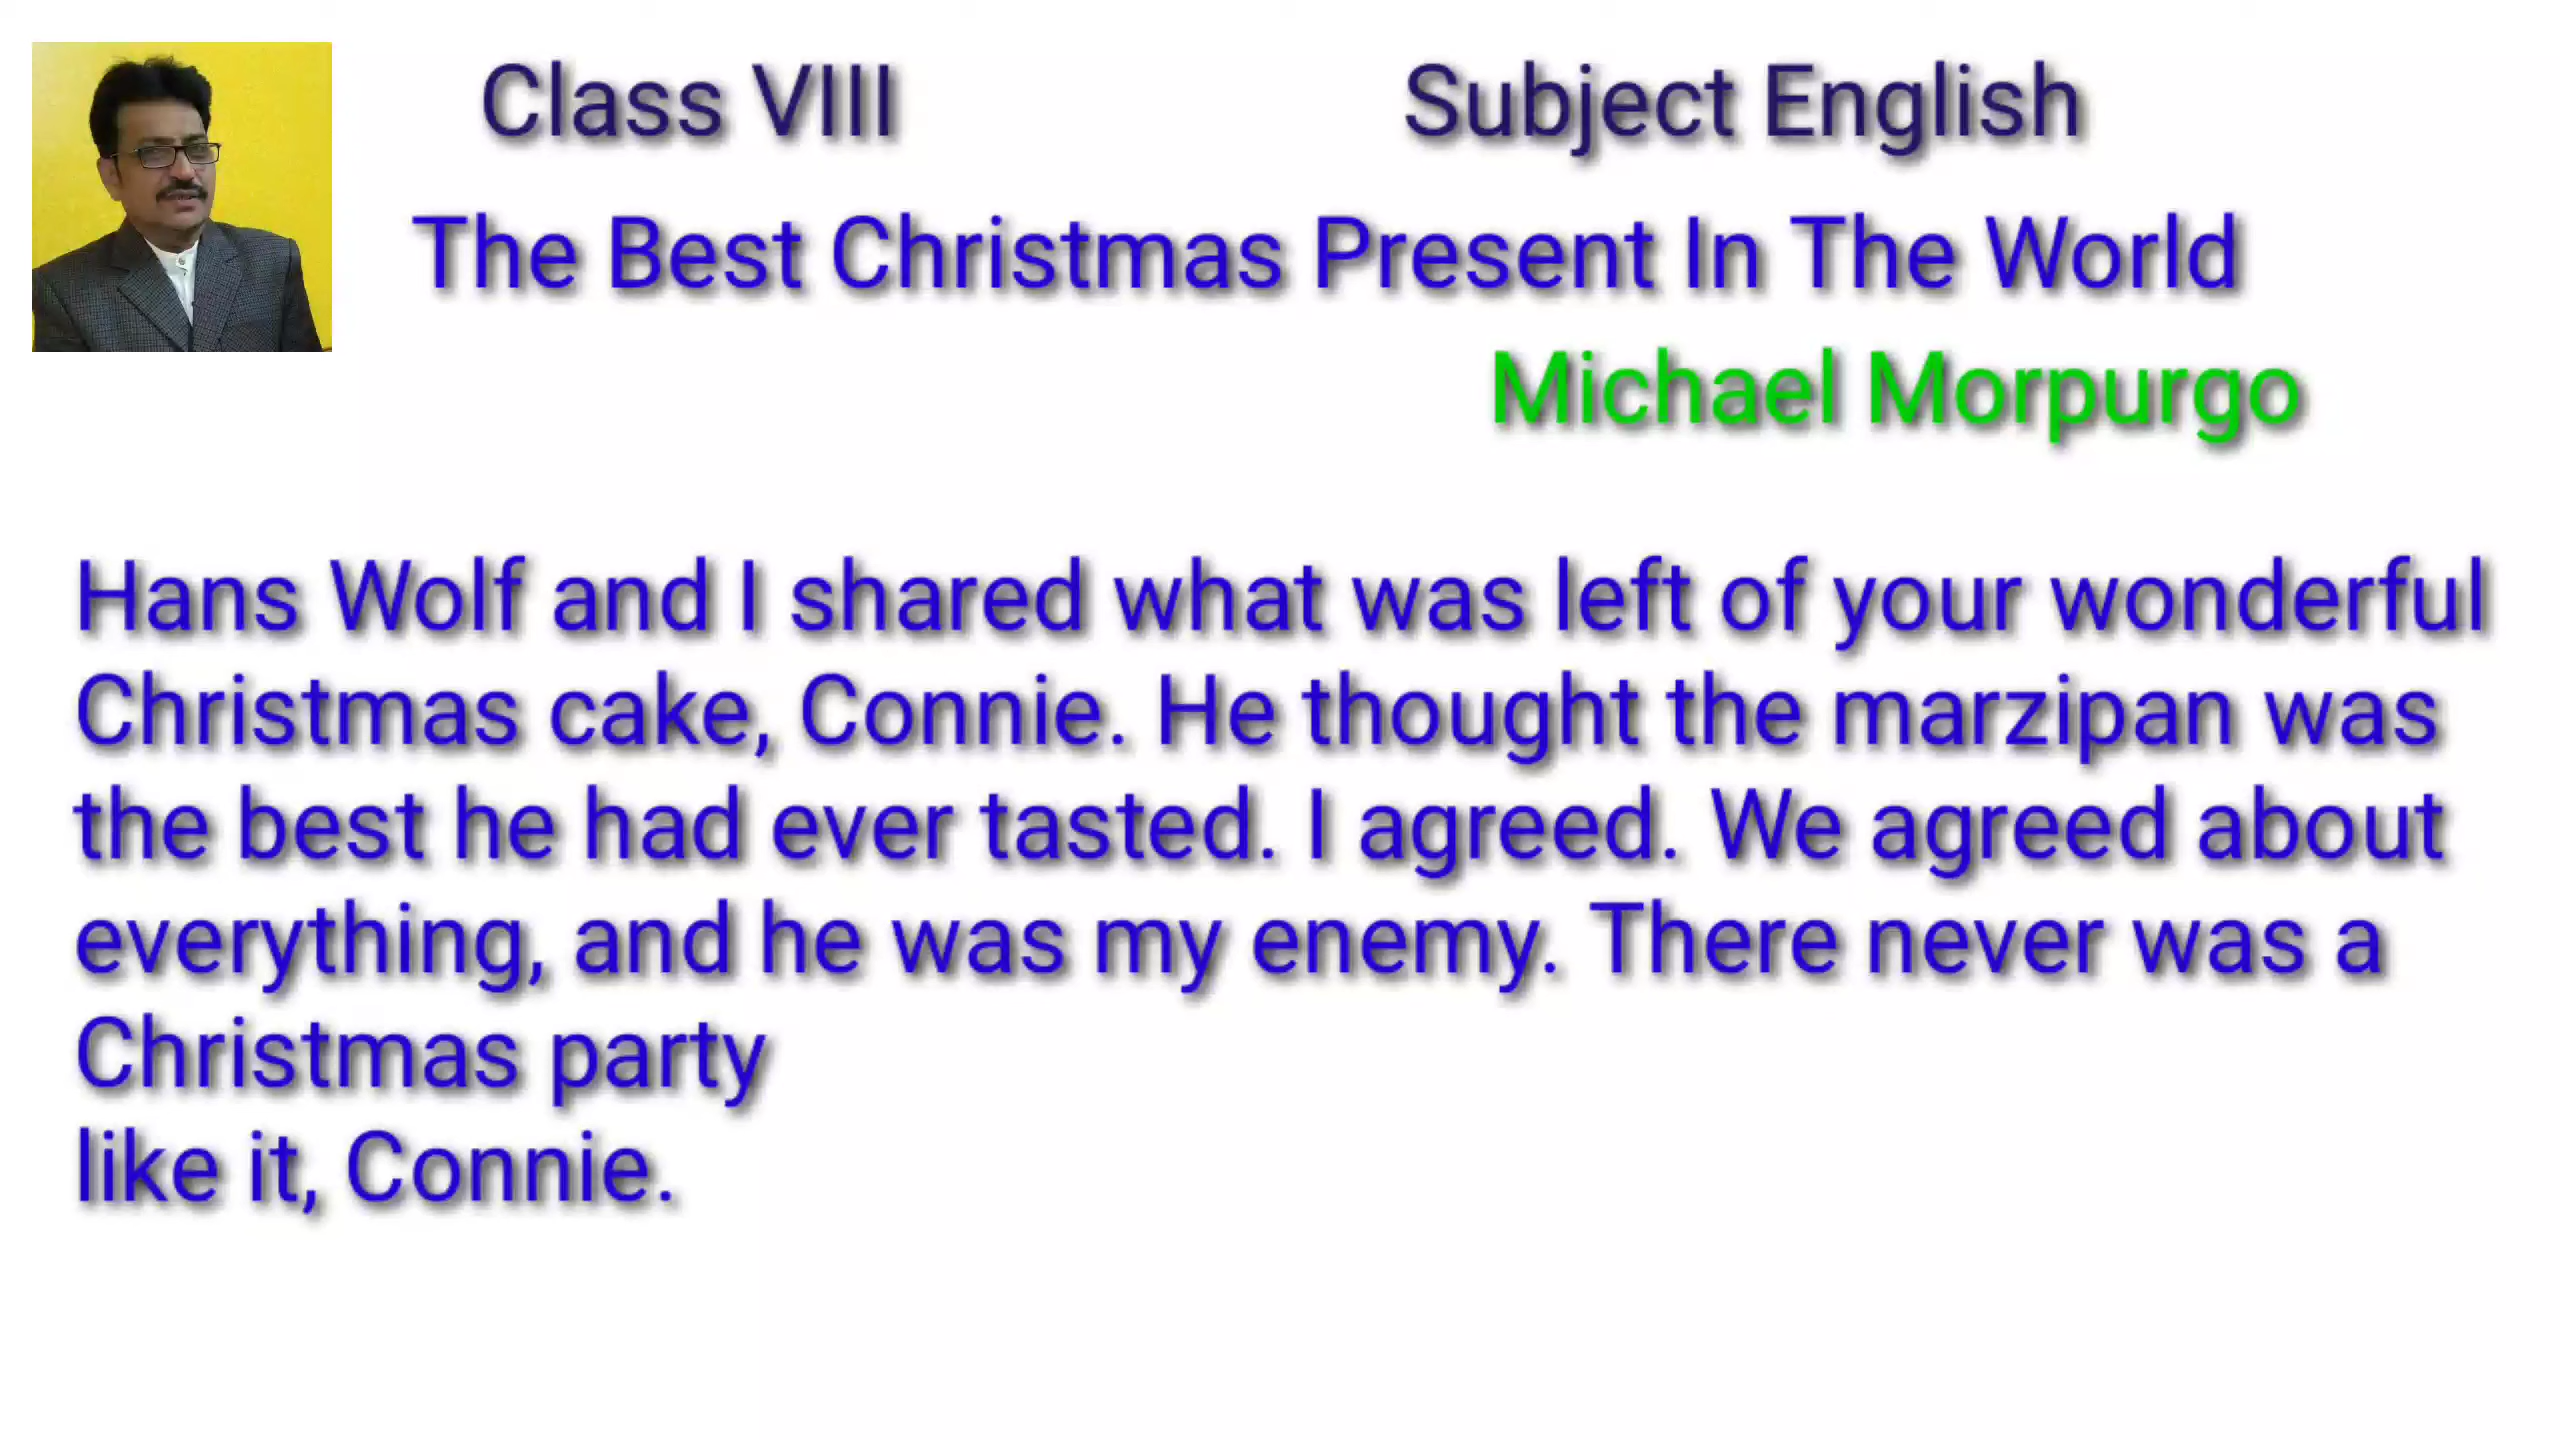 Class VIII Subject English
The Best Christmas Present In The World
Michael Morpurgo
Hans Wolf and I shared what was left of your wonderful
Christmas cake, Connie. He thought the marzipan was
the best he had ever tasted. I agreed. We agreed about
everything, and he was my enemy. There never was a
Christmas party
like it, Connie.